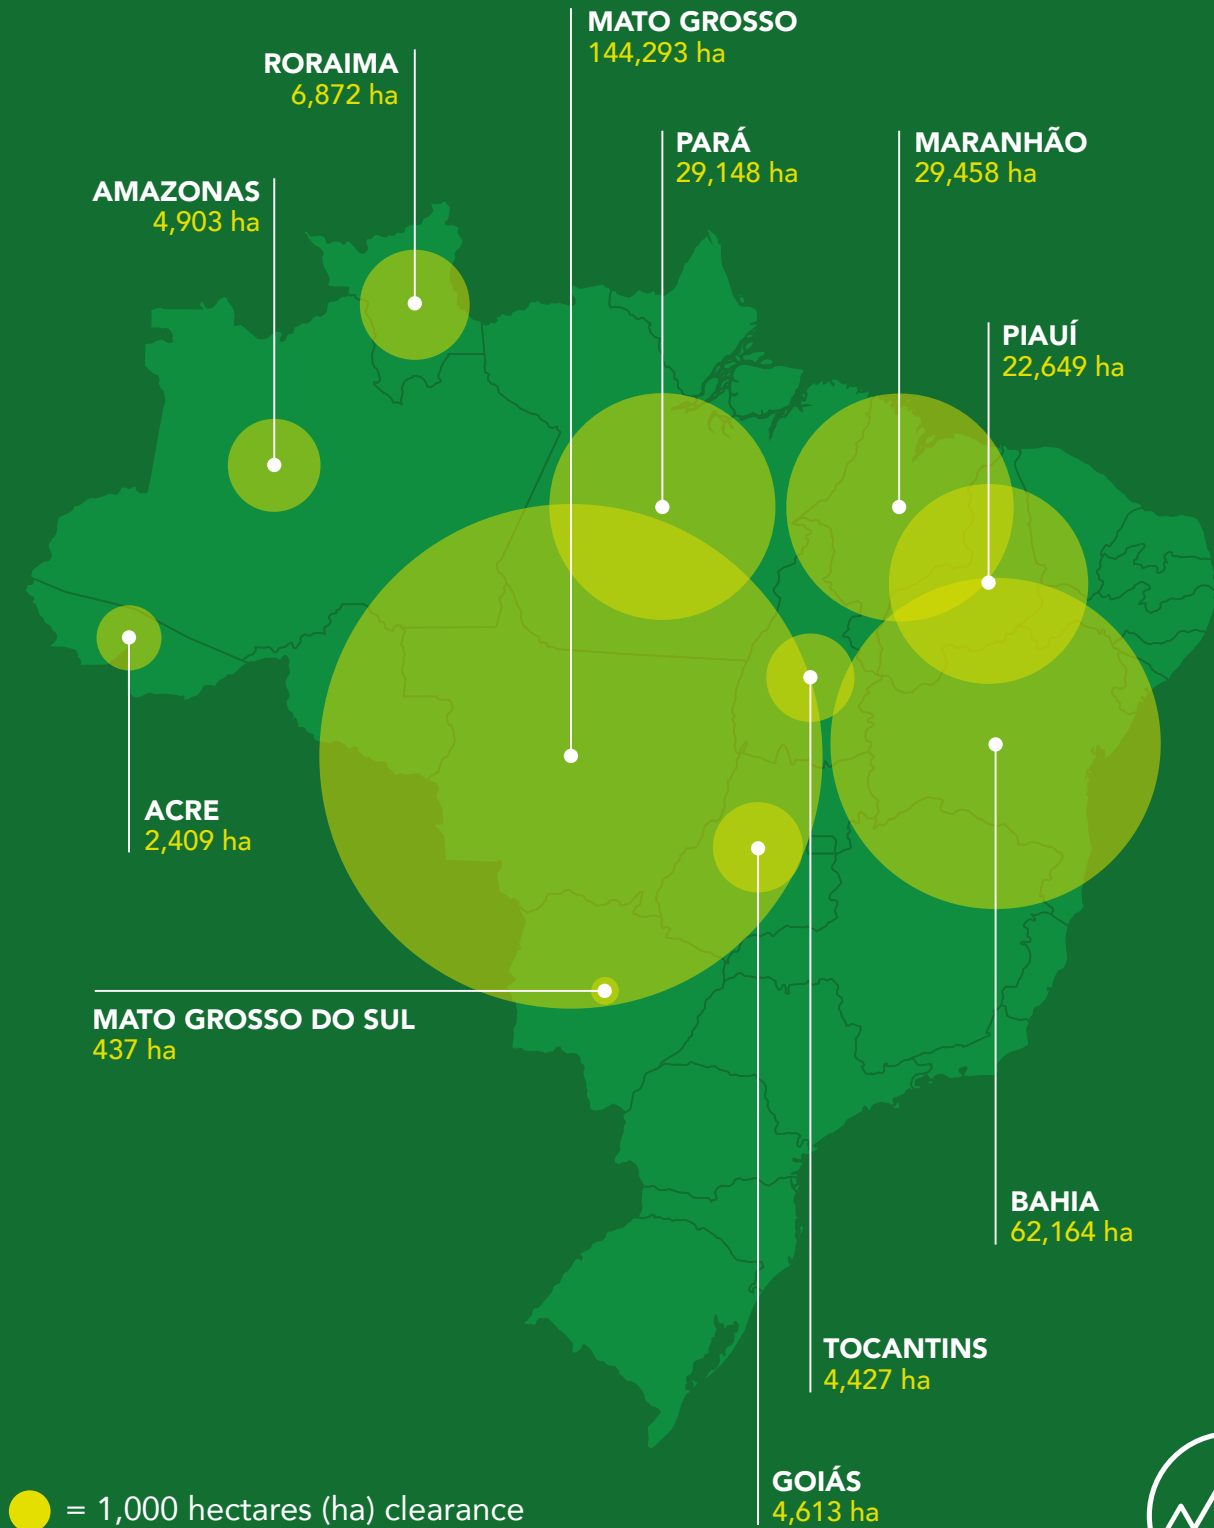 MATO GROSSO
144,293 ha
RORAIMA
6,872 ha
PARÁ
29,148 ha
MARANHÃO
29,458 ha
AMAZONAS
4,903 ha
PIAUÍ
22,649 ha
ACRE
2,409 ha
MATO GROSSO DO SUL
437 ha
BAHIA
62,164 ha
TOCANTINS
4,427 ha
GOIÁS
4,613 ha
= 1,000 hectares (ha) clearance